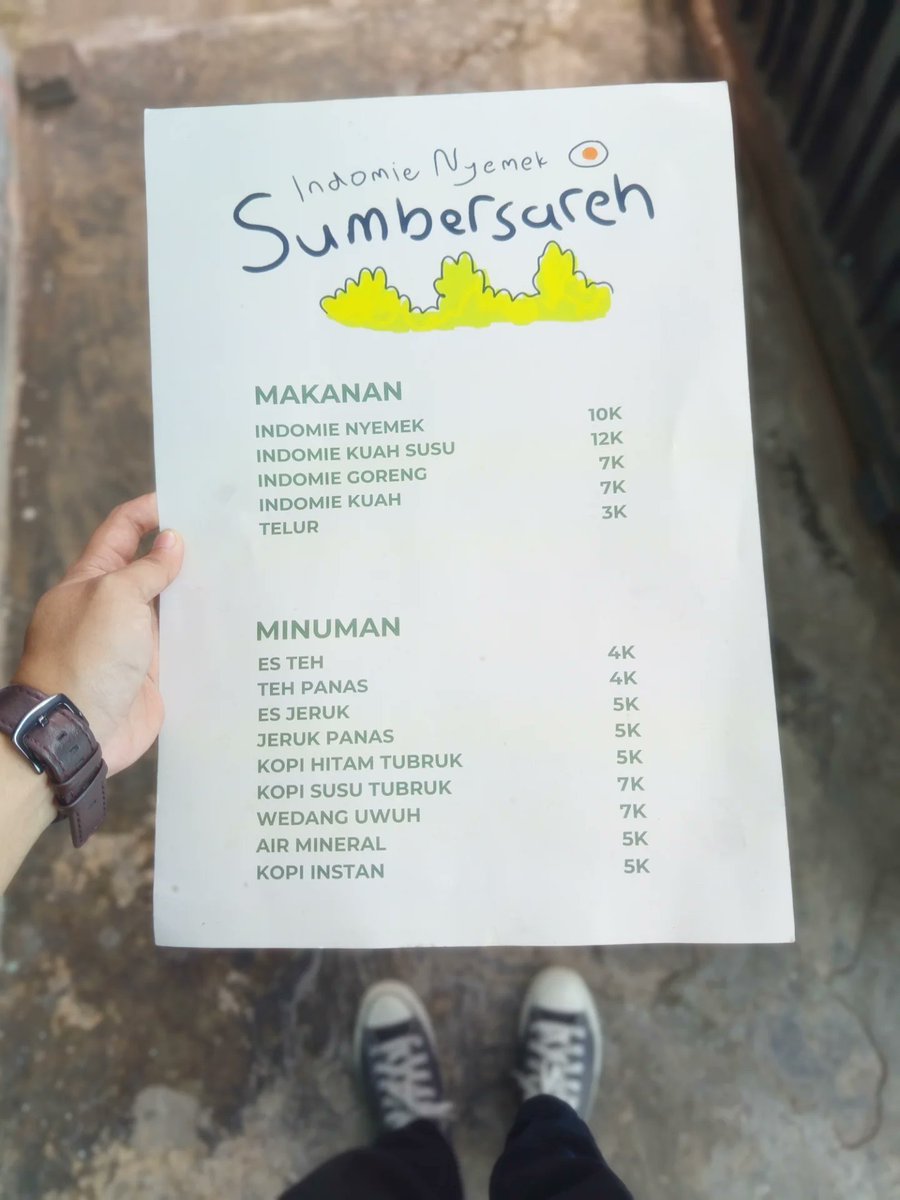 Indomie Nyemek
Sumbersareh
MAKANAN
INDOMIE NYEMEK 10K
INDOMIE KUAH SUSU 12K
INDOMIE GORENG 7K
INDOMIE KUAH 7K
TELUR 3K
MINUMAN
ES TEH 4K
TEH PANAS 4K
ES JERUK 5K
JERUK PANAS 5K
KOPI HITAM TUBRUK 5K
KOPI SUSU TUBRUK 7K
WEDANG UWUH 7K
AIR MINERAL 5K
KOPI INSTAN 5K